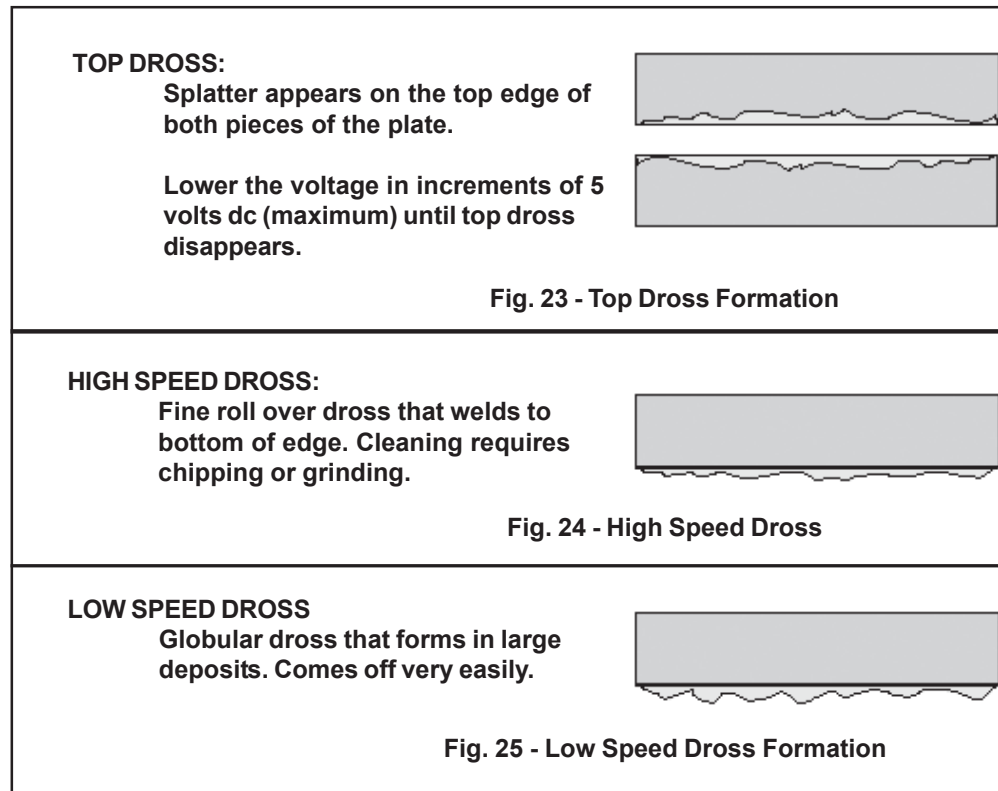 TOP DROSS:
Splatter appears on the top edge of
both pieces of the plate.
Lower the voltage in increments of 5
volts dc (maximum) until top dross
disappears.
Fig. 23 - Top Dross Formation
HIGH SPEED DROSS:
Fine roll over dross that welds to
bottom of edge. Cleaning requires
chipping or grinding.
Fig. 24 - High Speed Dross
LOW SPEED DROSS
Globular dross that forms in large
deposits. Comes off very easily.
Fig. 25 - Low Speed Dross Formation